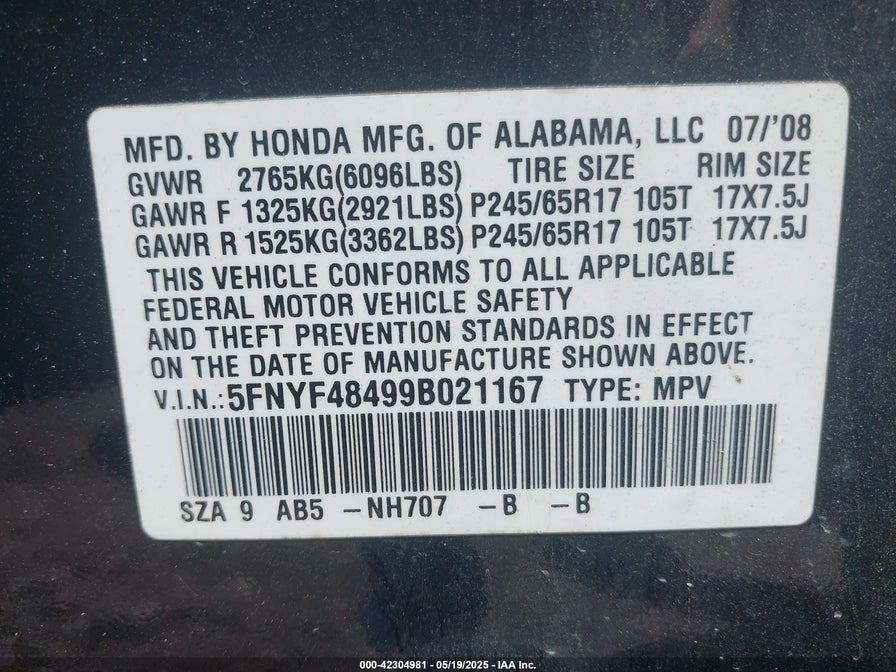 MFD. BY HONDA MFG. OF ALABAMA, LLC 07/'08
GVWR 2765KG(6096LBS) TIRE SIZE RIM SIZE
GAWR F 1325KG(2921LBS) P245/65R17 105T 17X7.5J
GAWR R 1525KG(3362LBS) P245/65R17 105T 17X7.5J
THIS VEHICLE CONFORMS TO ALL APPLICABLE
FEDERAL MOTOR VEHICLE SAFETY
AND THEFT PREVENTION STANDARDS IN EFFECT
ON THE DATE OF MANUFACTURE SHOWN ABOVE.
V.I.N.: 5FNYF48499B021167 TYPE: MPV
SZA 9 AB5 -NH707 -B -B
000-42304981 - 05/19/2025 - IAA Inc.